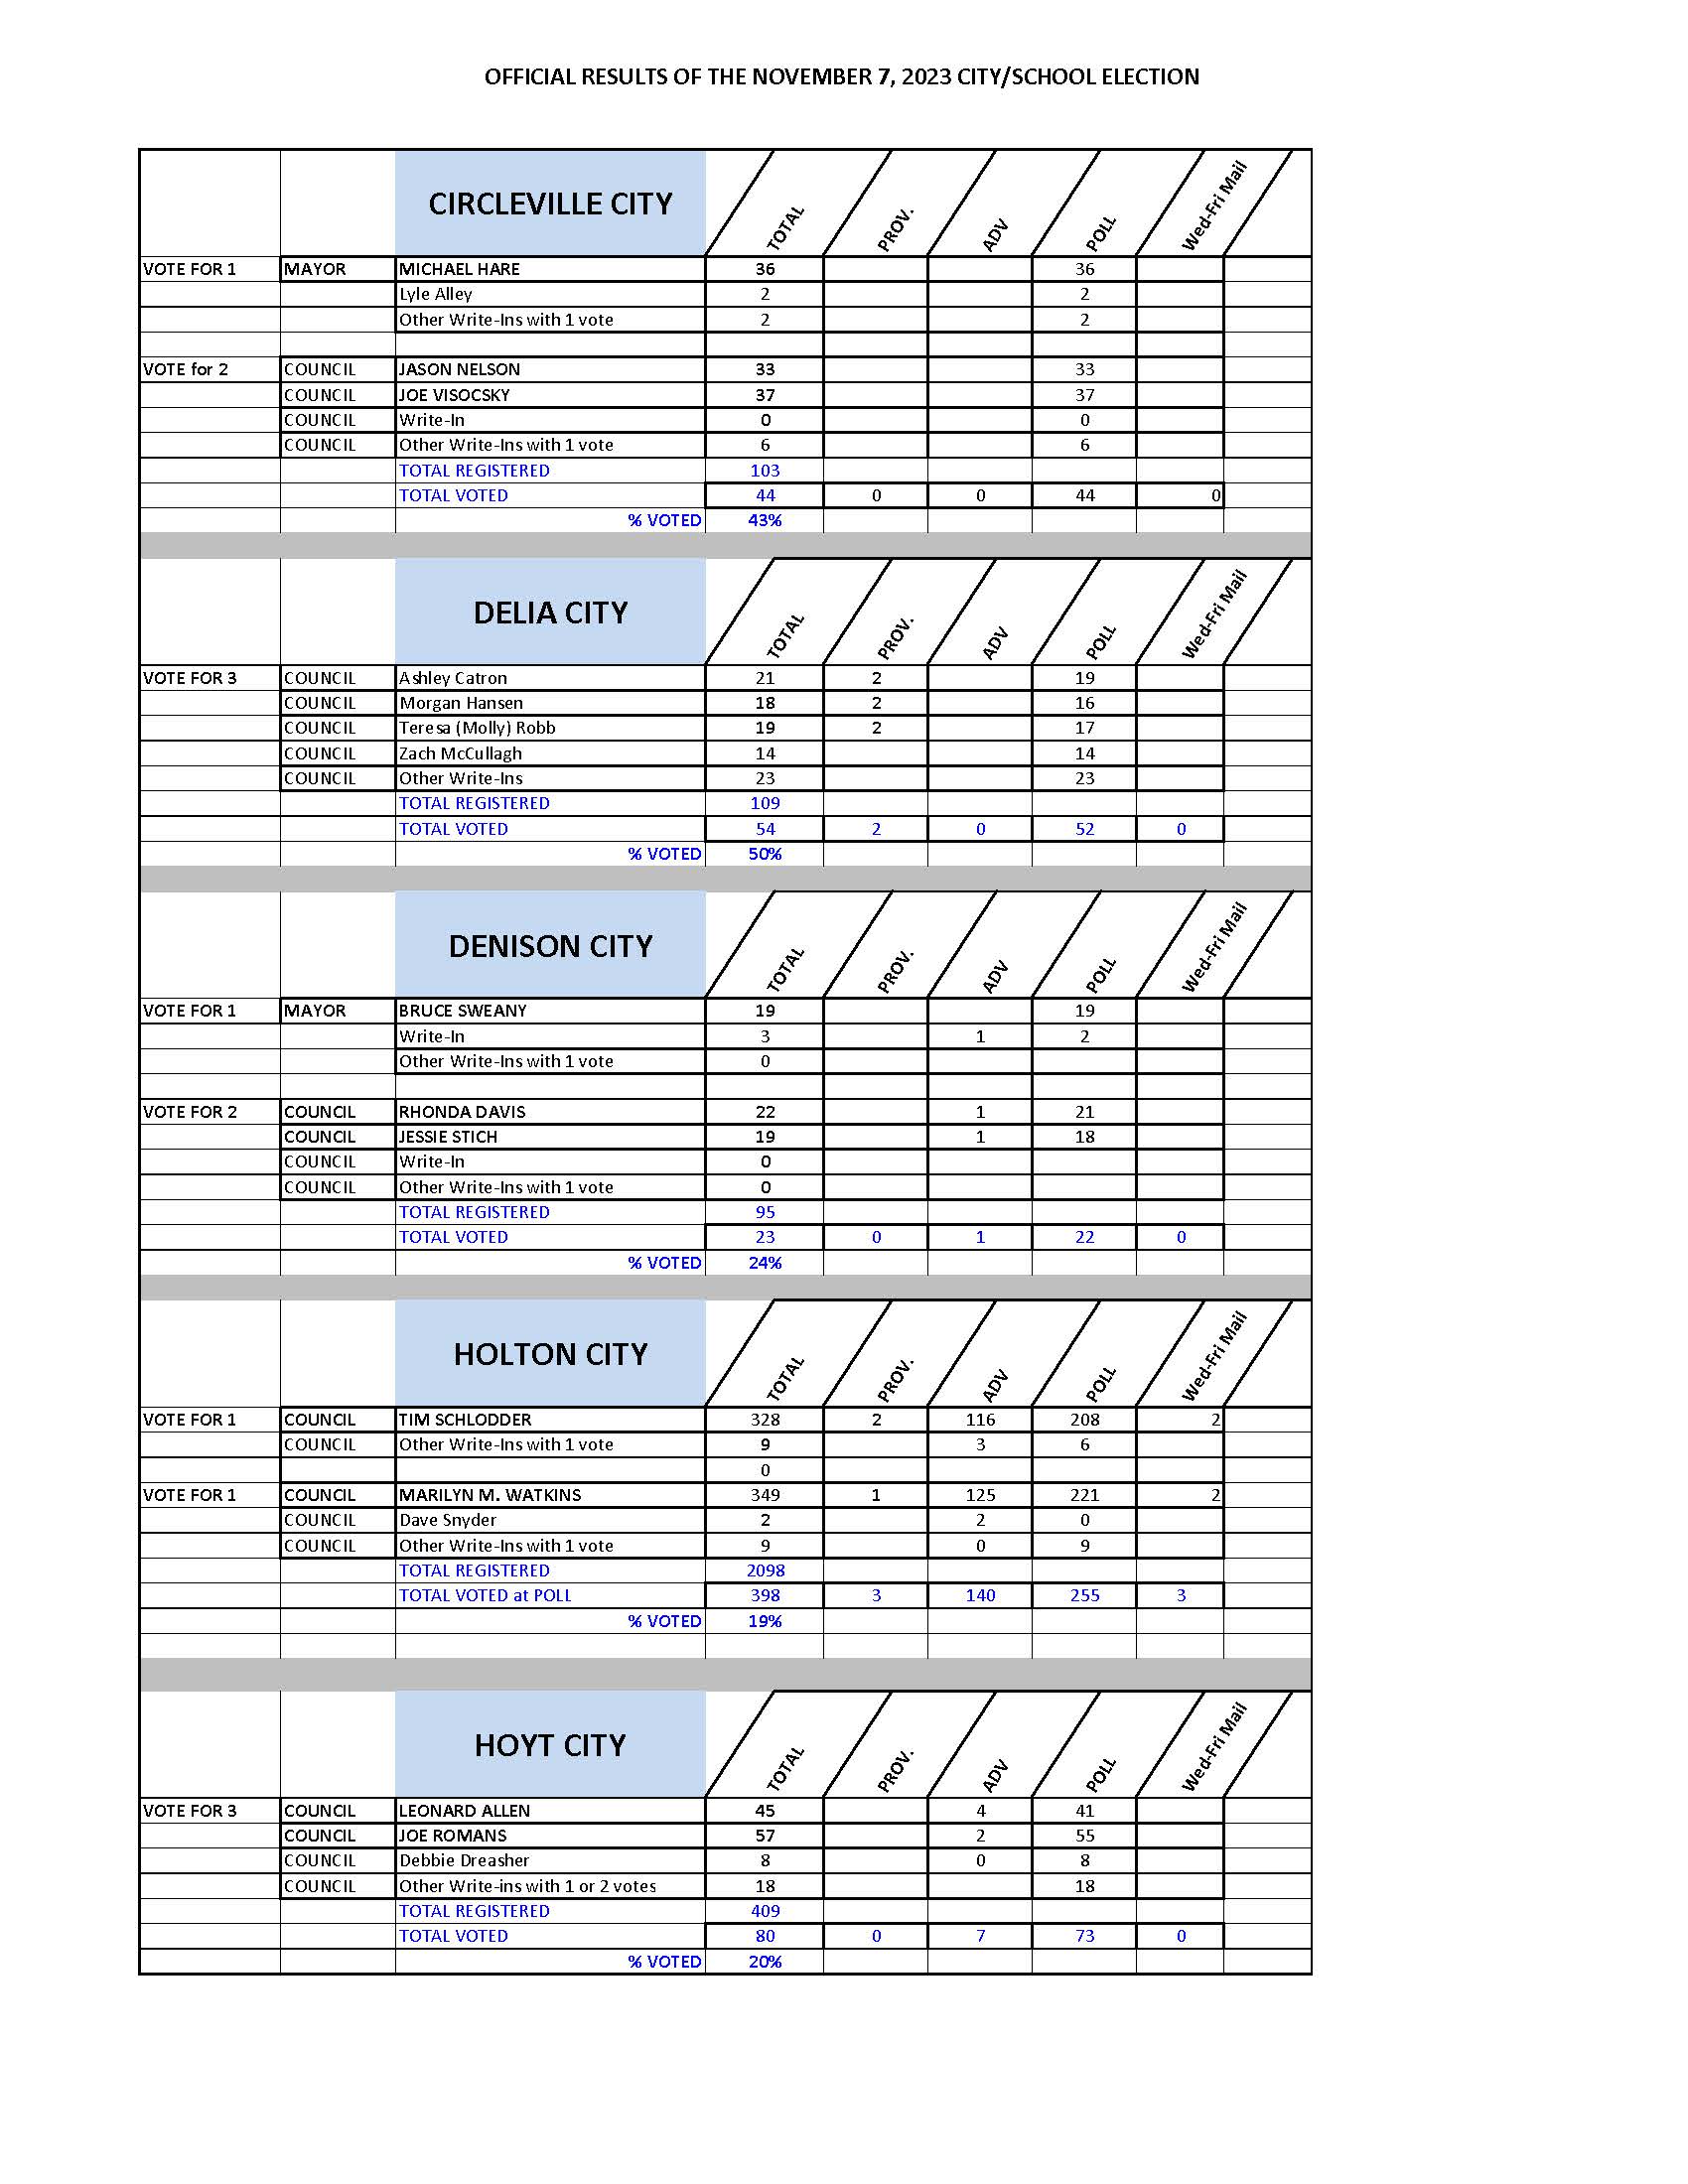 OFFICIAL RESULTS OF THE NOVEMBER 7, 2023 CITY/SCHOOL ELECTION
CIRCLEVILLE CITY TOTAL PROV. ADV POLL Wed-Fri Mail
VOTE FOR 1 MAYOR MICHAEL HARE 36 36
Lyle Alley 2 2
Other Write-Ins with 1 vote 2 2
VOTE for 2 COUNCIL JASON NELSON 33 33
COUNCIL JOE VISOCSKY 37 37
COUNCIL Write-In 0 0
COUNCIL Other Write-Ins with 1 vote 6 6
TOTAL REGISTERED 103
TOTAL VOTED 44 0 0 44 0
% VOTED 43%
DELIA CITY TOTAL PROV. ADV POLL Wed-Fri Mail
VOTE FOR 3 COUNCIL Ashley Catron 21 2 19
COUNCIL Morgan Hansen 18 2 16
COUNCIL Teresa (Molly) Robb 19 2 17
COUNCIL Zach McCullagh 14 14
COUNCIL Other Write-Ins 23 23
TOTAL REGISTERED 109
TOTAL VOTED 54 2 0 52 0
% VOTED 50%
DENISON CITY TOTAL PROV. ADV POLL Wed-Fri Mail
VOTE FOR 1 MAYOR BRUCE SWEANY 19 19
Write-In 3 1 2
Other Write-Ins with 1 vote 0
VOTE FOR 2 COUNCIL RHONDA DAVIS 22 1 21
COUNCIL JESSIE STICH 19 1 18
COUNCIL Write-In 0
COUNCIL Other Write-Ins with 1 vote 0
TOTAL REGISTERED 95
TOTAL VOTED 23 0 1 22 0
% VOTED 24%
HOLTON CITY TOTAL PROV. ADV POLL Wed-Fri Mail
VOTE FOR 1 COUNCIL TIM SCHLODDER 328 2 116 208 2
COUNCIL Other Write-Ins with 1 vote 9 3 6
0
VOTE FOR 1 COUNCIL MARILYN M. WATKINS 349 1 125 221 2
COUNCIL Dave Snyder 2 2 0
COUNCIL Other Write-Ins with 1 vote 9 0 9
TOTAL REGISTERED 2098
TOTAL VOTED at POLL 398 3 140 255 3
% VOTED 19%
HOYT CITY TOTAL PROV. ADV POLL Wed-Fri Mail
VOTE FOR 3 COUNCIL LEONARD ALLEN 45 4 41
COUNCIL JOE ROMANS 57 2 55
COUNCIL Debbie Dreasher 8 0 8
COUNCIL Other Write-ins with 1 or 2 votes 18 18
TOTAL REGISTERED 409
TOTAL VOTED 80 0 7 73 0
% VOTED 20%